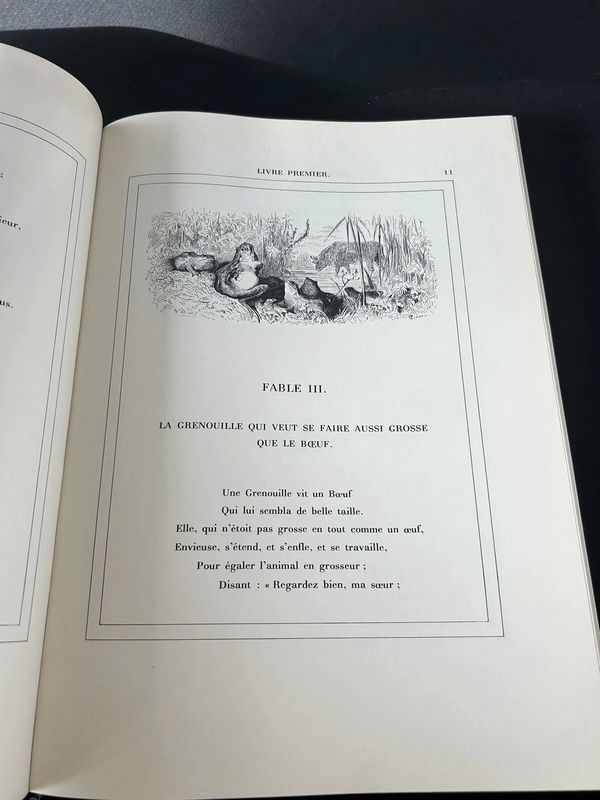 :
ieur,
us.
LIVRE PREMIER. 11
FABLE III.
LA GRENOUILLE QUI VEUT SE FAIRE AUSSI GROSSE
QUE LE BŒUF.
Une Grenouille vit un Bœuf
Qui lui sembla de belle taille.
Elle, qui n'étoit pas grosse en tout comme un œuf,
Envieuse, s'étend, et s'enfle, et se travaille,
Pour égaler l'animal en grosseur ;
Disant : « Regardez bien, ma sœur ;